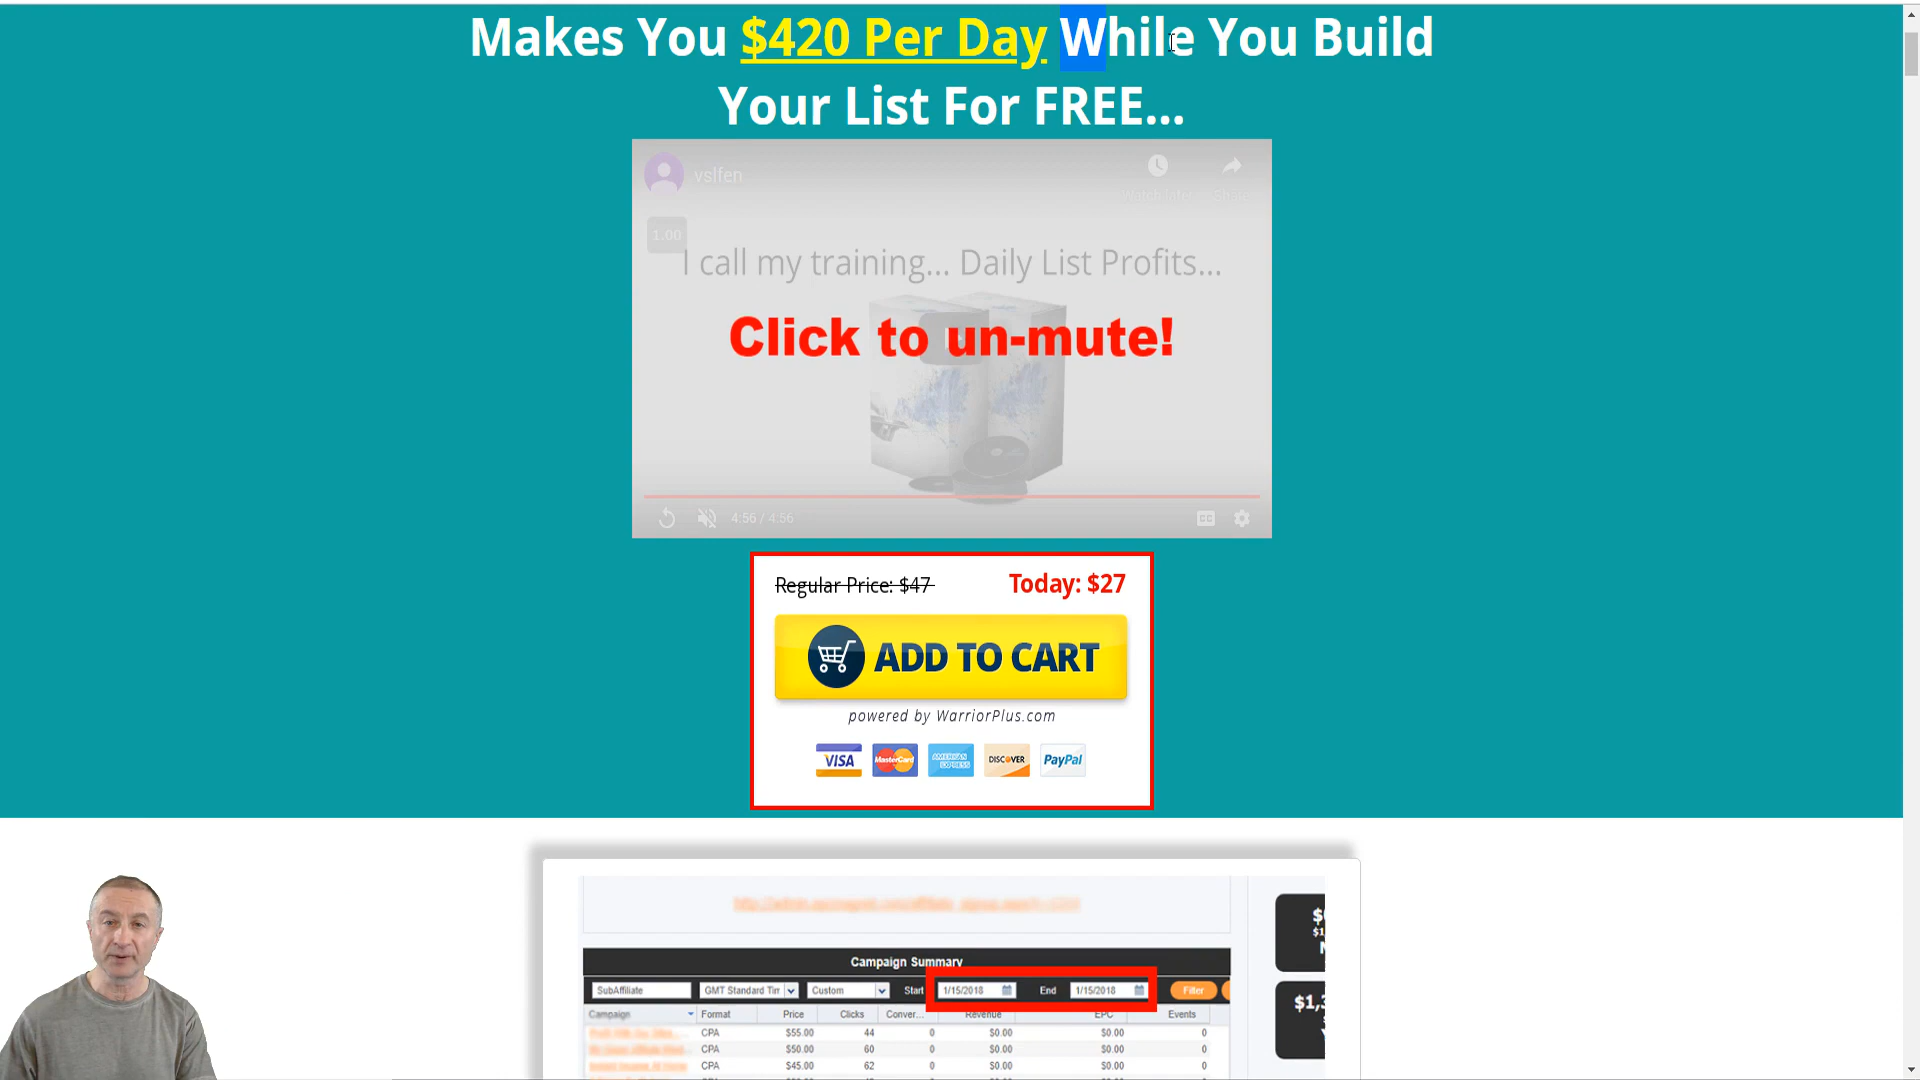 Makes You $420 Per Day While You Build
Your List For FREE...
vslfen
1.00
I call my training... Daily List Profits...
Click to un-mute!
4:56 / 4:56
CC
Regular Price: $47 Today: $27
ADD TO CART
powered by WarriorPlus.com
VISA MasterCard AMERICAN EXPRESS DISCOVER PayPal
Campaign Summary
SubAffiliate GMT Standard Tir Custom Start 1/15/2018 End 1/15/2018 Filter
Campaign Format Price Clicks Conver... Revenue EPC Events
CPA $55.00 44 0 $0.00 $0.00 0
CPA $50.00 60 0 $0.00 $0.00 0
CPA $45.00 62 0 $0.00 $0.00 0